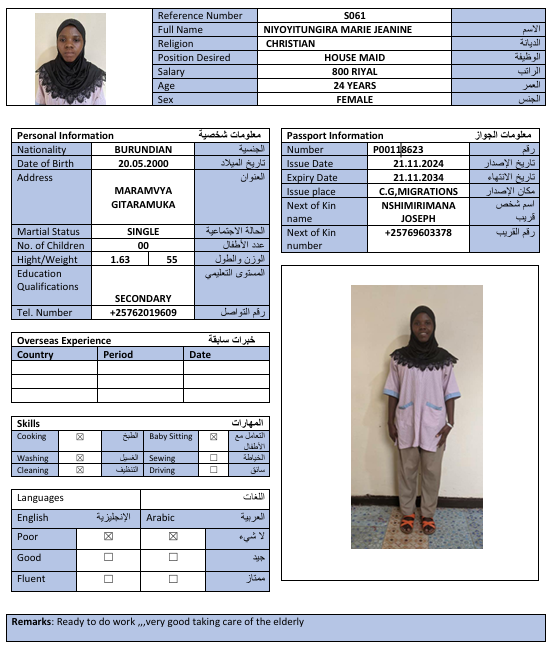 Reference Number S061
Full Name NIYOYITUNGIRA MARIE JEANINE الاسم
Religion CHRISTIAN الديانة
Position Desired HOUSE MAID الوظيفة
Salary 800 RIYAL الراتب
Age 24 YEARS العمر
Sex FEMALE الجنس
Personal Information معلومات شخصية
Nationality BURUNDIAN الجنسية
Date of Birth 20.05.2000 تاريخ الميلاد
Address العنوان
MARAMVYA
GITARAMUKA
Martial Status SINGLE الحالة الاجتماعية
No. of Children 00 عدد الأطفال
Hight/Weight 1.63 55 الوزن والطول
Education المستوى التعليمي
Qualifications
SECONDARY
Tel. Number +25762019609 رقم التواصل
Passport Information معلومات الجواز
Number P00118623 رقم
Issue Date 21.11.2024 تاريخ الإصدار
Expiry Date 21.11.2034 تاريخ الانتهاء
Issue place C.G,MIGRATIONS مكان الإصدار
Next of Kin NSHIMIRIMANA اسم شخص
name JOSEPH قريب
Next of Kin +25769603378 رقم القريب
number
Overseas Experience خبرات سابقة
Country Period Date
Skills المهارات
Cooking ☒ الطبخ Baby Sitting ☒ التعامل مع
الأطفال
Washing ☒ الغسيل Sewing ☐ الخياطة
Cleaning ☒ التنظيف Driving ☐ سائق
Languages اللغات
English الإنجليزية Arabic العربية
Poor ☒ ☒ لا شيء
Good ☐ ☐ جيد
Fluent ☐ ☐ ممتاز
Remarks: Ready to do work ,,,very good taking care of the elderly